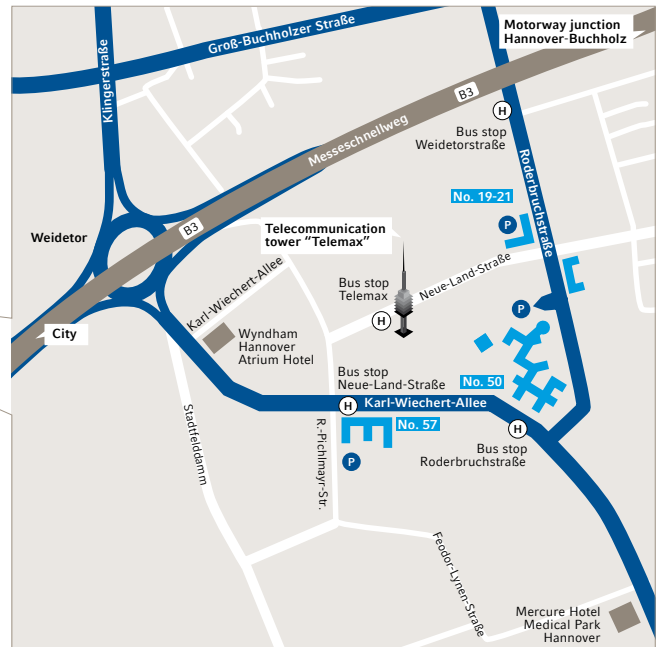 Motorway junction
Hannover-Buchholz
Groß-Buchholzer Straße
Klingerstraße
B3
Messeschnellweg
H
Bus stop
Weidetorstraße
Roderbruchstraße
No. 19-21
P
Weidetor
B3
Telecommunication
tower “Telemax”
Karl-Wiechert-Allee
Bus stop
Telemax
H
Neue-Land-Straße
P
City
Wyndham
Hannover
Atrium Hotel
Bus stop
Neue-Land-Straße
No. 50
H
Karl-Wiechert-Allee
Stadtfelddamm
R.-Pichlmayr-Str.
No. 57
H
Bus stop
Roderbruchstraße
P
Feodor-Lynen-Straße
Mercure Hotel
Medical Park
Hannover